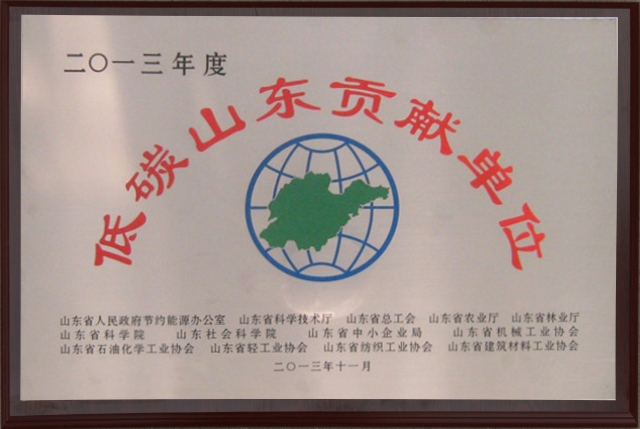 二〇一三年度
低碳山东贡献单位
山东省人民政府节约能源办公室 山东省科学技术厅 山东省总工会 山东省农业厅 山东省林业厅
山东省科学院 山东社会科学院 山东省中小企业局 山东省机械工业协会
山东省石油化学工业协会 山东省轻工业协会 山东省纺织工业协会 山东省建筑材料工业协会
二〇一三年十一月